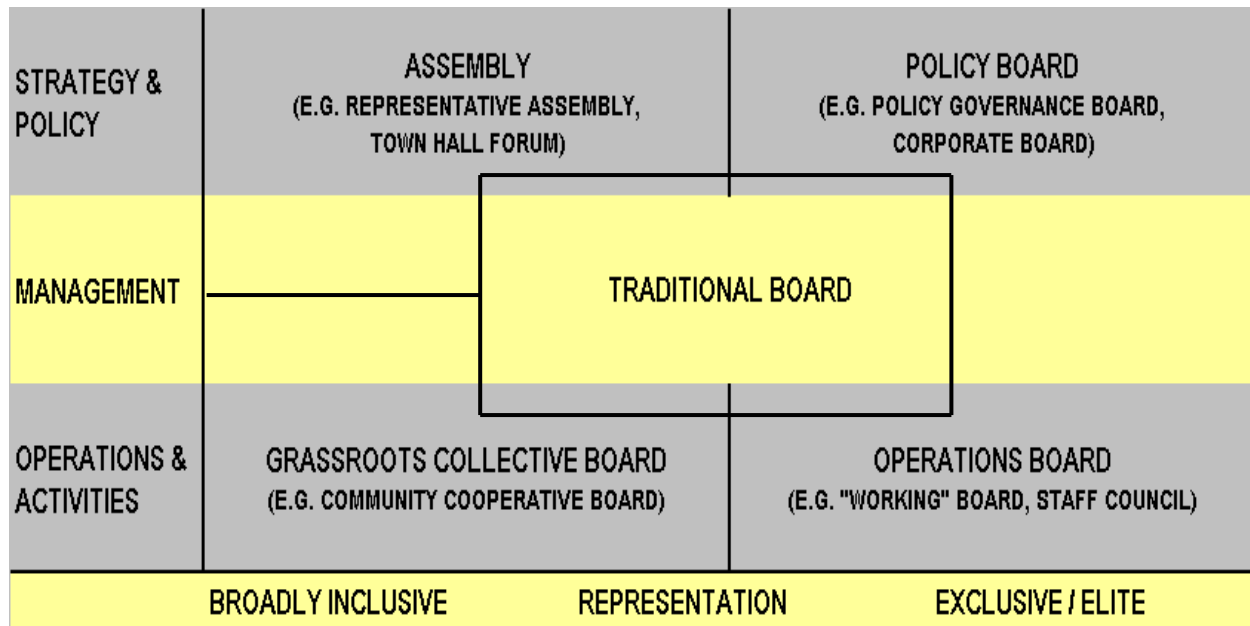 STRATEGY &
POLICY
ASSEMBLY
(E.G. REPRESENTATIVE ASSEMBLY,
TOWN HALL FORUM)
POLICY BOARD
(E.G. POLICY GOVERNANCE BOARD,
CORPORATE BOARD)
MANAGEMENT
TRADITIONAL BOARD
OPERATIONS &
ACTIVITIES
GRASSROOTS COLLECTIVE BOARD
(E.G. COMMUNITY COOPERATIVE BOARD)
OPERATIONS BOARD
(E.G. "WORKING" BOARD, STAFF COUNCIL)
BROADLY INCLUSIVE
REPRESENTATION
EXCLUSIVE / ELITE